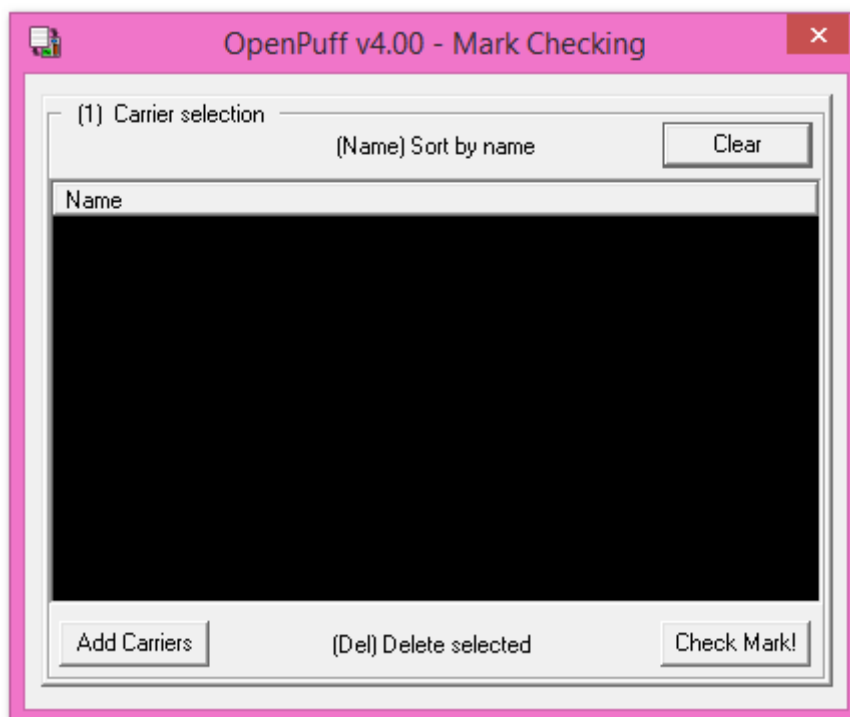 OpenPuff v4.00 - Mark Checking
(1) Carrier selection
(Name) Sort by name
Clear
Name
Add Carriers
(Del) Delete selected
Check Mark!